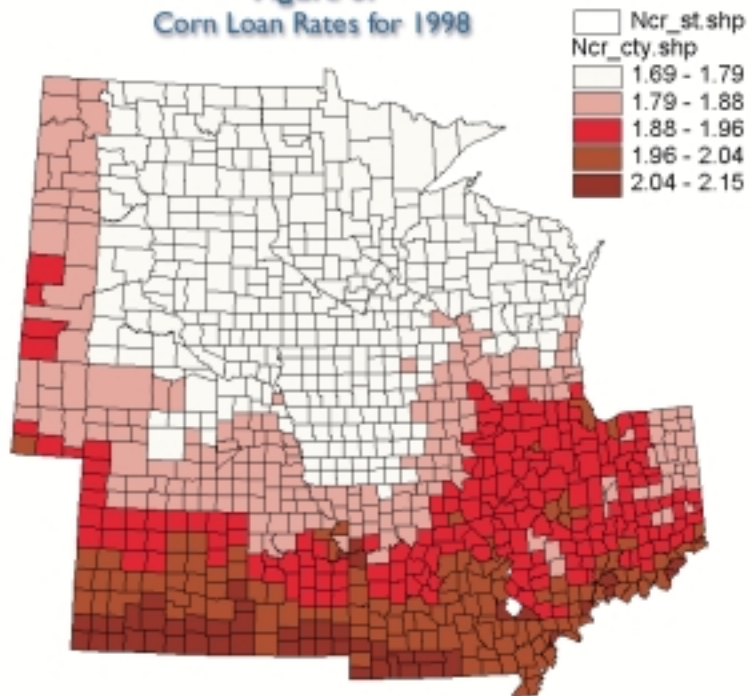 Corn Loan Rates for 1998
Ncr_st.shp
Ncr_cty.shp
1.69 - 1.79
1.79 - 1.88
1.88 - 1.96
1.96 - 2.04
2.04 - 2.15